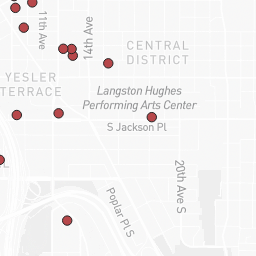 11th Ave
14th Ave
CENTRAL
DISTRICT
YESLER
TERRACE
Langston Hughes
Performing Arts Center
S Jackson Pl
20th Ave S
Poplar Pl S